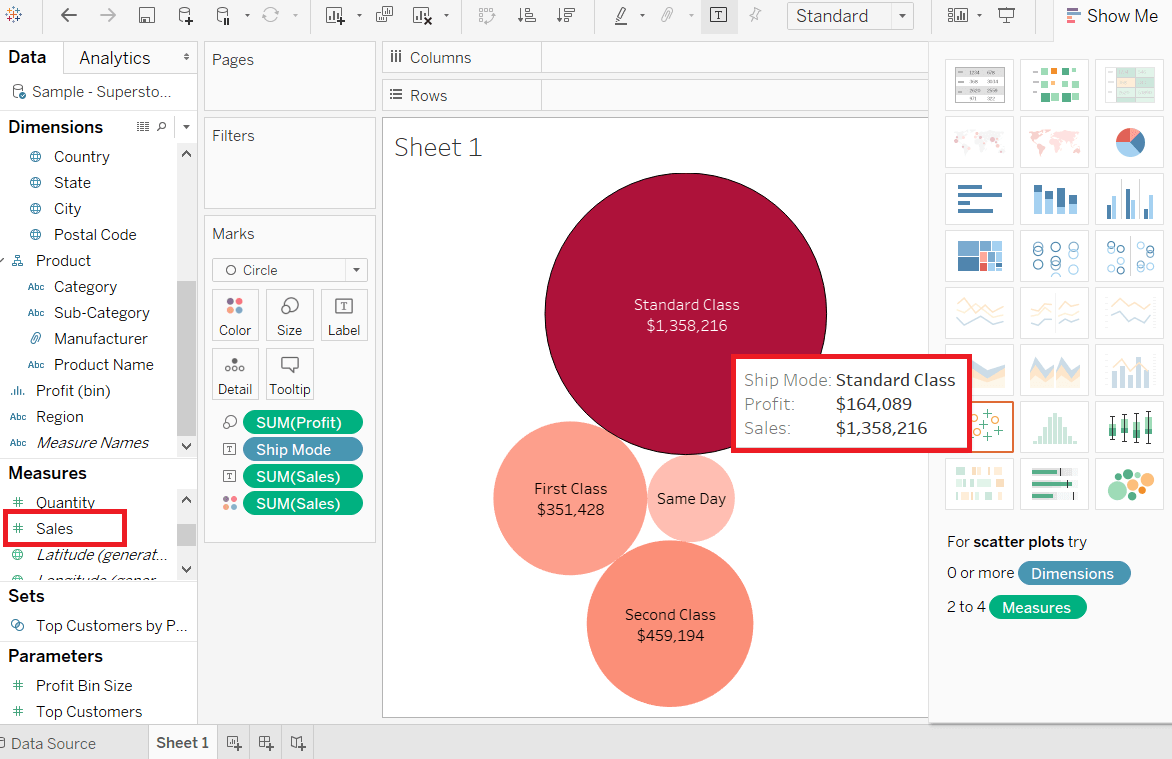 Standard
Show Me
Data
Analytics
Sample - Supersto...
Dimensions
Country
State
City
Postal Code
Product
Abc Category
Abc Sub-Category
Manufacturer
Abc Product Name
Profit (bin)
Abc Region
Abc Measure Names
Measures
# Quantity
# Sales
Latitude (generat...
Sets
Top Customers by P...
Parameters
# Profit Bin Size
# Top Customers
Pages
Filters
Marks
Circle
Color
Size
Label
Detail
Tooltip
SUM(Profit)
Ship Mode
SUM(Sales)
SUM(Sales)
Columns
Rows
Sheet 1
Standard Class
$1,358,216
Ship Mode: Standard Class
Profit: $164,089
Sales: $1,358,216
First Class
$351,428
Same Day
Second Class
$459,194
For scatter plots try
0 or more Dimensions
2 to 4 Measures
Data Source
Sheet 1